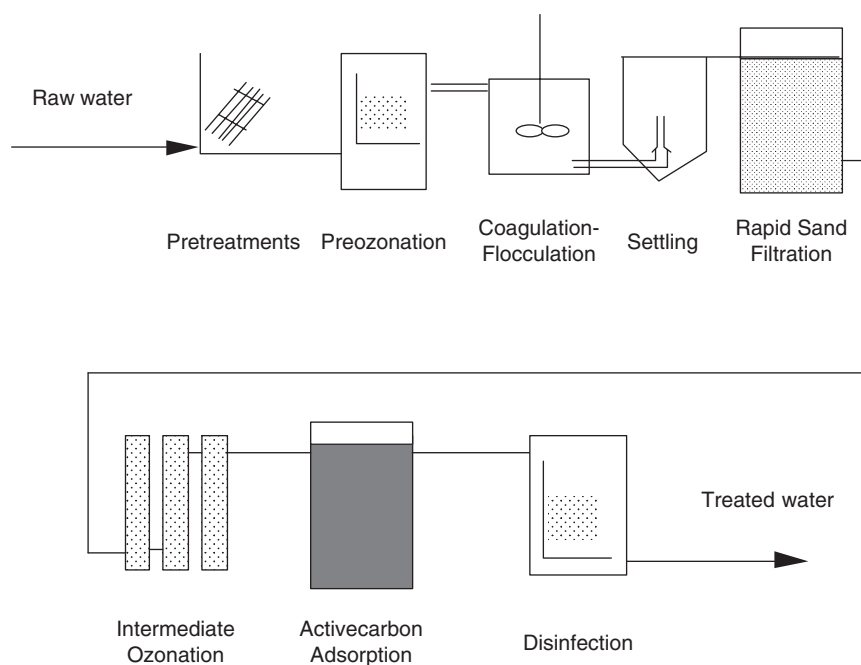 Raw water
Pretreatments
Preozonation
Coagulation-
Flocculation
Settling
Rapid Sand
Filtration
Treated water
Intermediate
Ozonation
Activecarbon
Adsorption
Disinfection